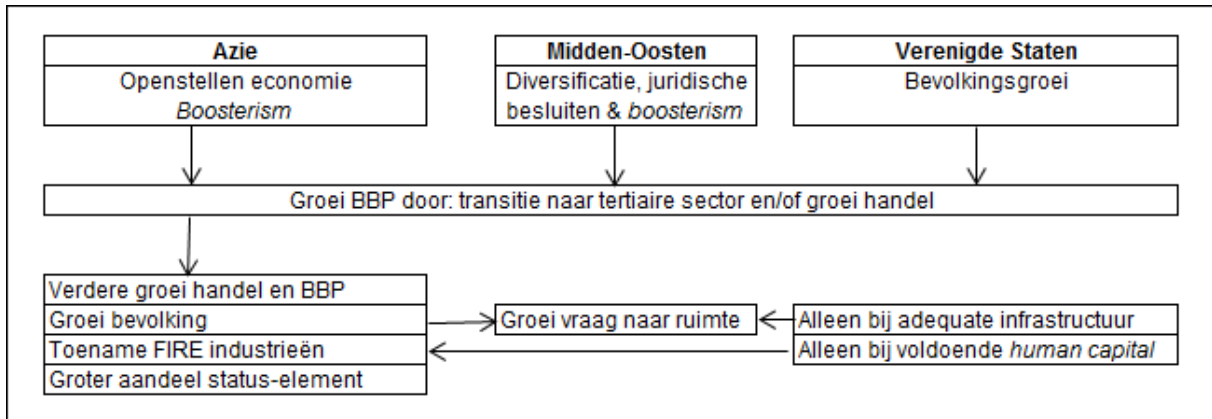 Azie
Openstellen economie
Boosterism
Midden-Oosten
Diversificatie, juridische
besluiten & boosterism
Verenigde Staten
Bevolkingsgroei
Groei BBP door: transitie naar tertiaire sector en/of groei handel
Verdere groei handel en BBP
Groei bevolking
Toename FIRE industrieën
Groter aandeel status-element
Groei vraag naar ruimte
Alleen bij adequate infrastructuur
Alleen bij voldoende human capital